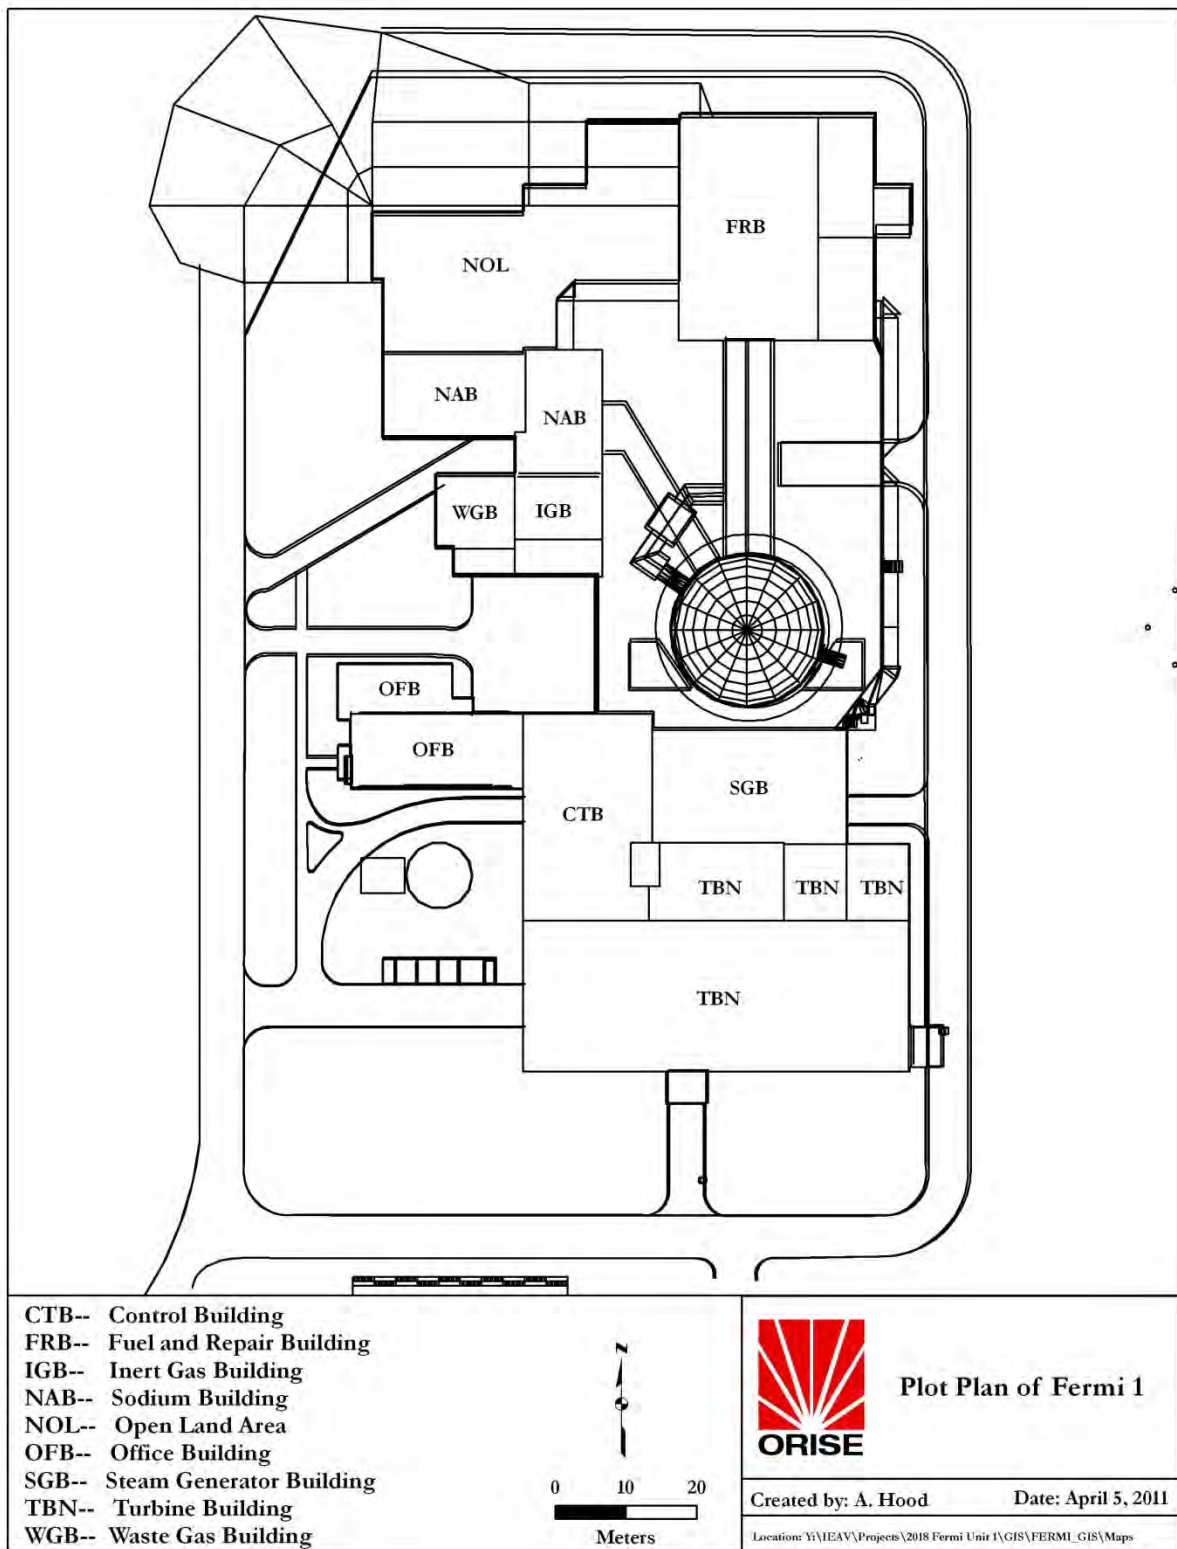 FRB
NOL
NAB
NAB
WGB
IGB
OFB
OFB
SGB
CTB
TBN
TBN
TBN
TBN
CTB-- Control Building
FRB-- Fuel and Repair Building
IGB-- Inert Gas Building
NAB-- Sodium Building
NOL-- Open Land Area
OFB-- Office Building
SGB-- Steam Generator Building
TBN-- Turbine Building
WGB-- Waste Gas Building
N
0 10 20
Meters
ORISE
Plot Plan of Fermi 1
Created by: A. Hood Date: April 5, 2011
Location: Y:\IEAV\Projects\2018 Fermi Unit 1\GIS\FERMI_GIS\Maps